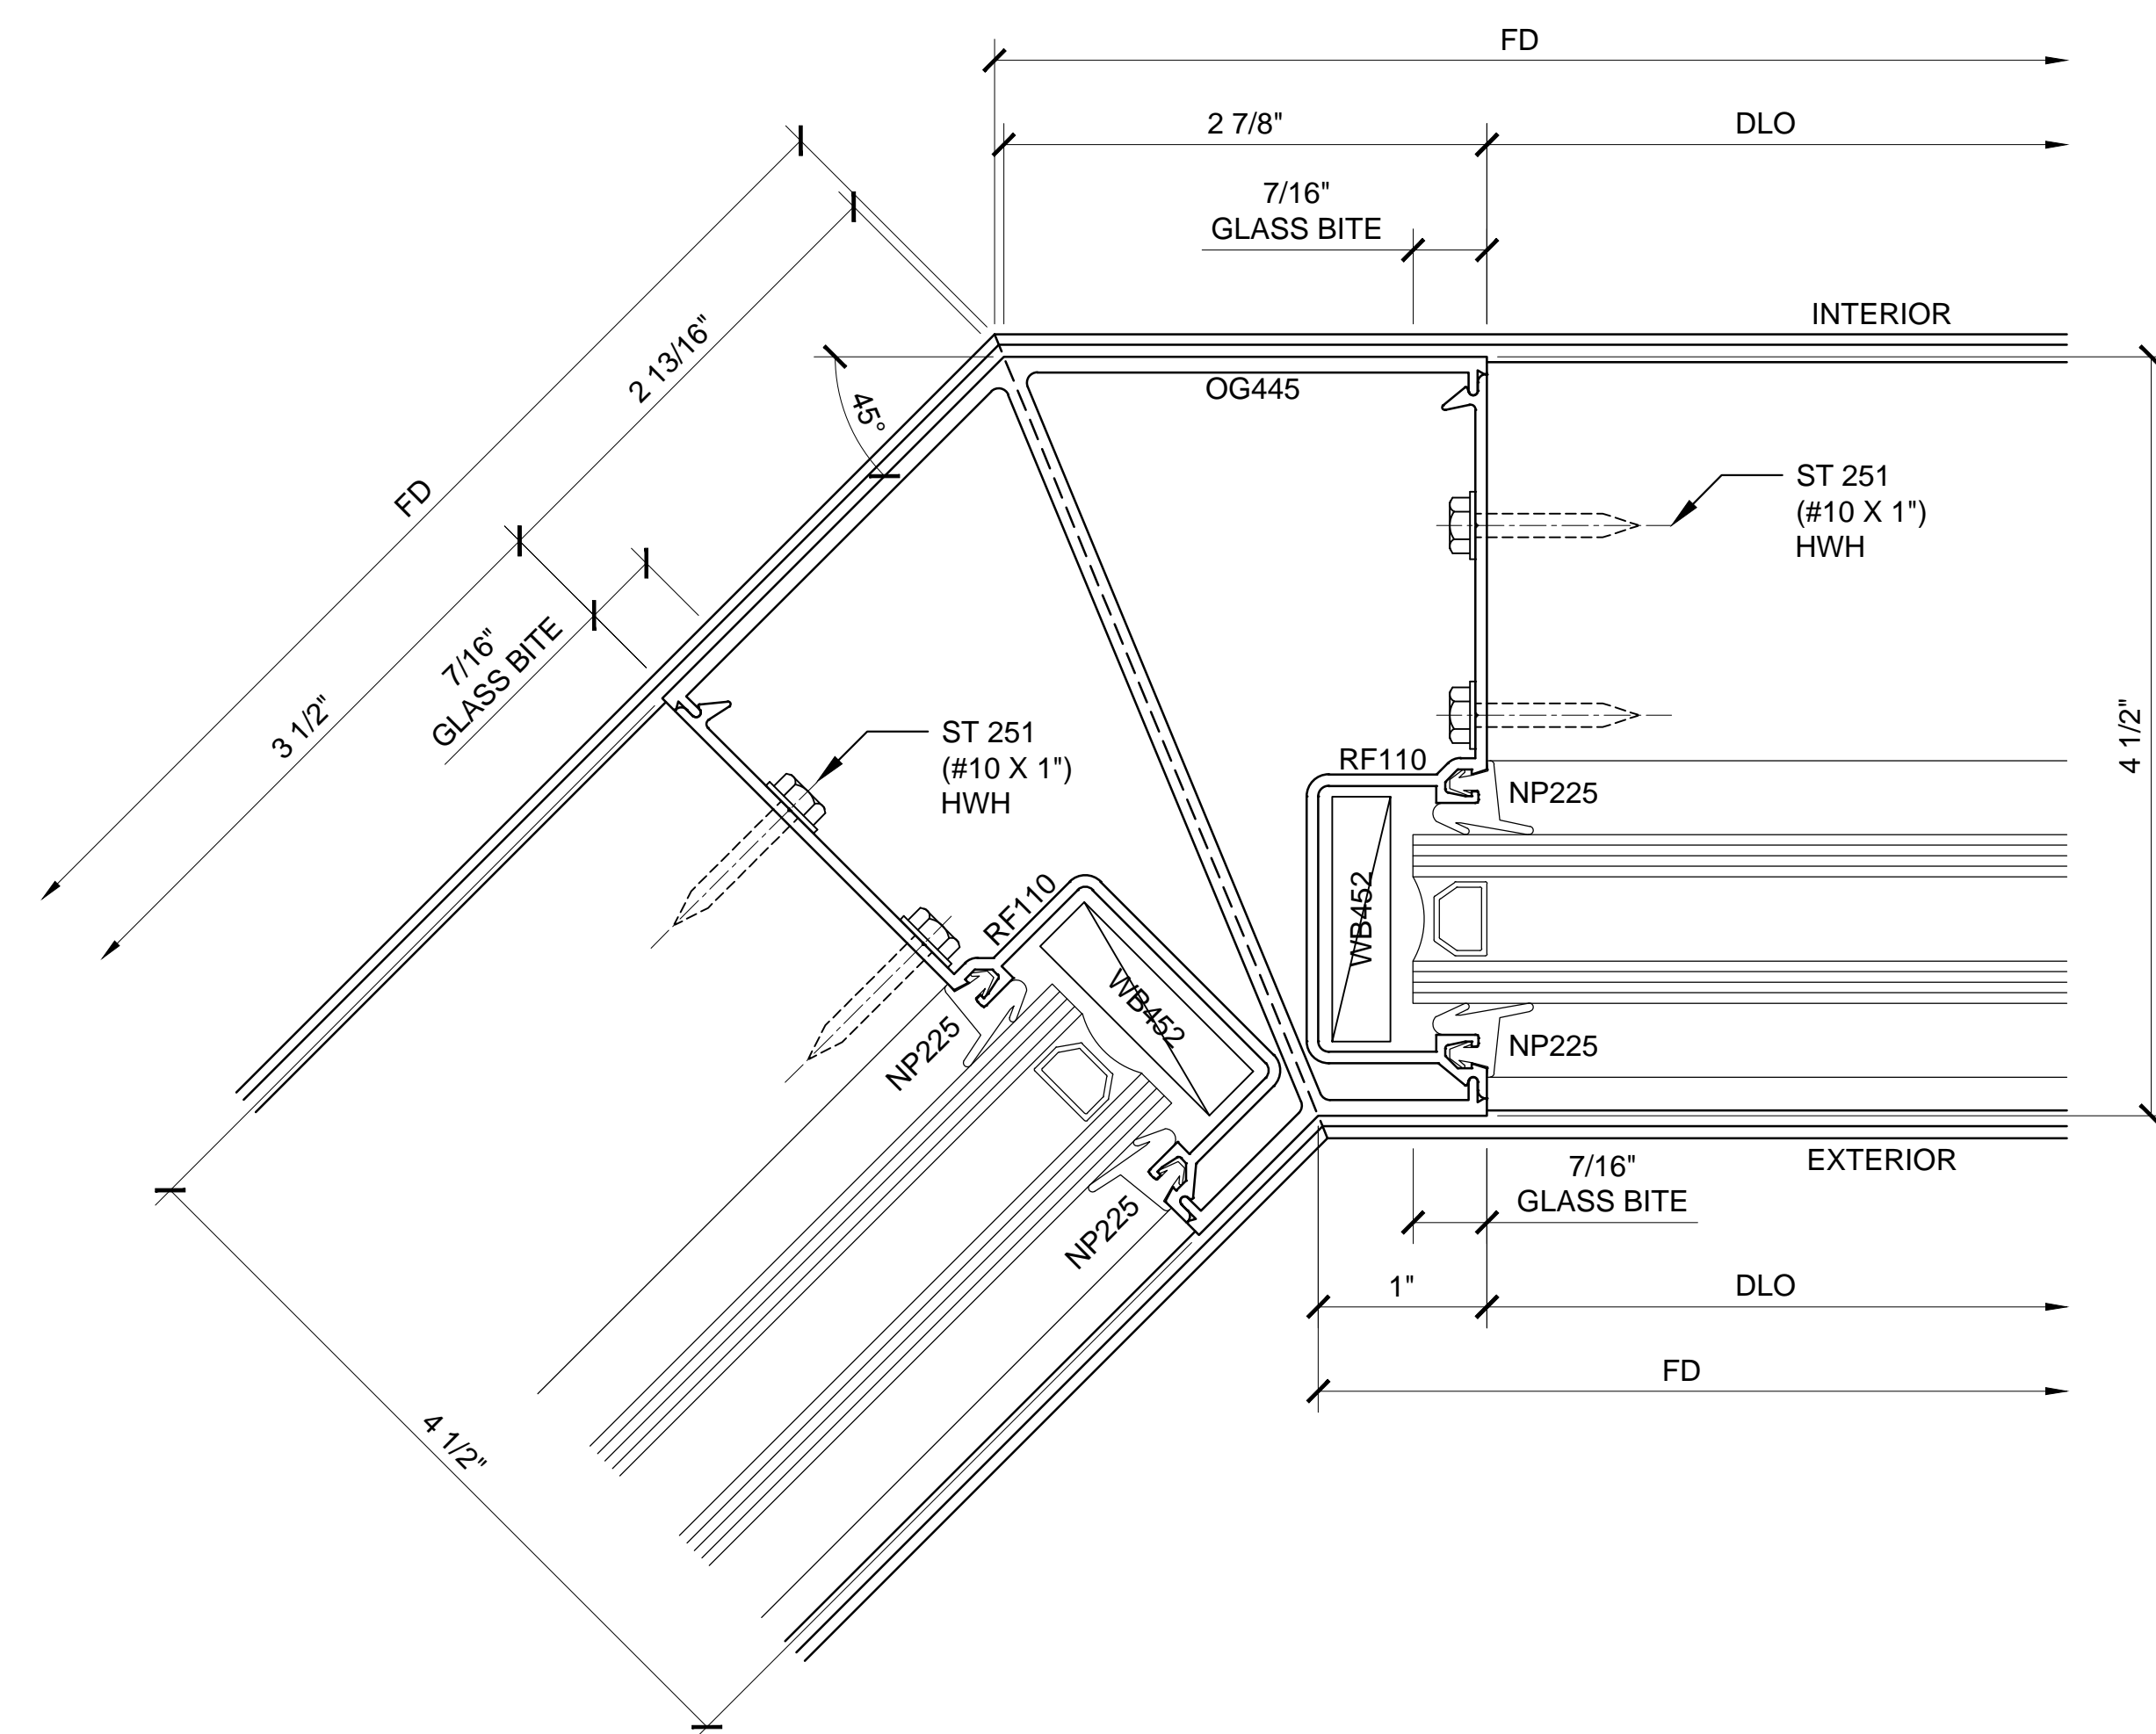 FD
2 7/8"
DLO
7/16"
GLASS BITE
INTERIOR
2 13/16"
OG445
45°
FD
ST 251
(#10 X 1")
HWH
7/16"
GLASS BITE
3 1/2"
ST 251
(#10 X 1")
HWH
4 1/2"
RF110
NP225
RF110
WB452
WB452
NP225
NP225
NP225
7/16"
GLASS BITE
EXTERIOR
1"
DLO
FD
4 1/2"